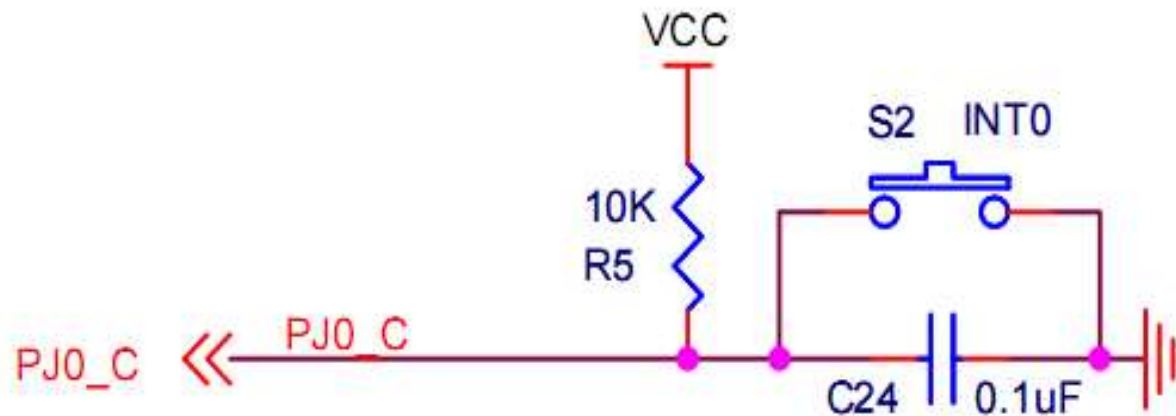 VCC
S2 INT0
10K
R5
PJ0_C
PJ0_C
C24 0.1uF